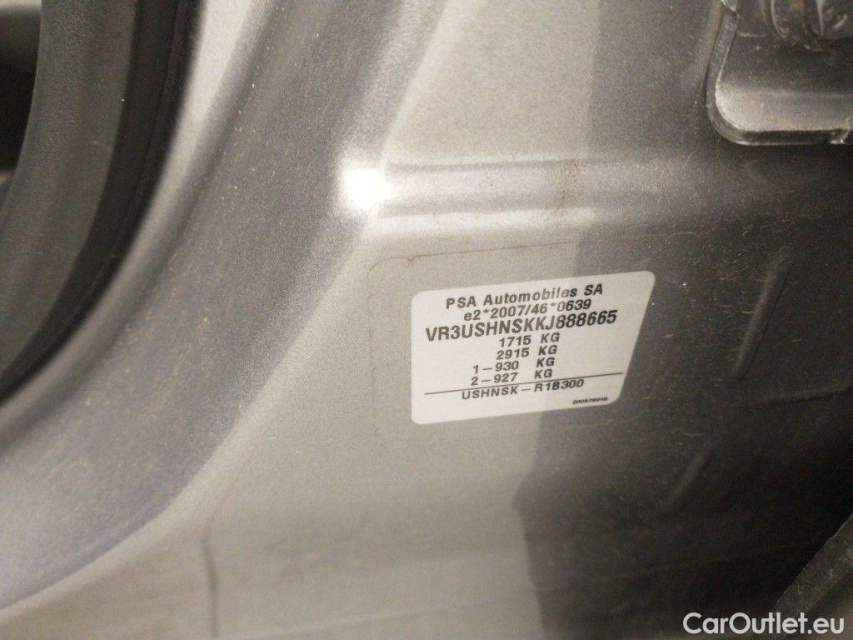 PSA Automobiles SA
e2*2007/46*0639
VR3USHNSKKJ888665
1715 KG
2915 KG
1-930 KG
2-927 KG
USHNSK-R1B300
CarOutlet.eu